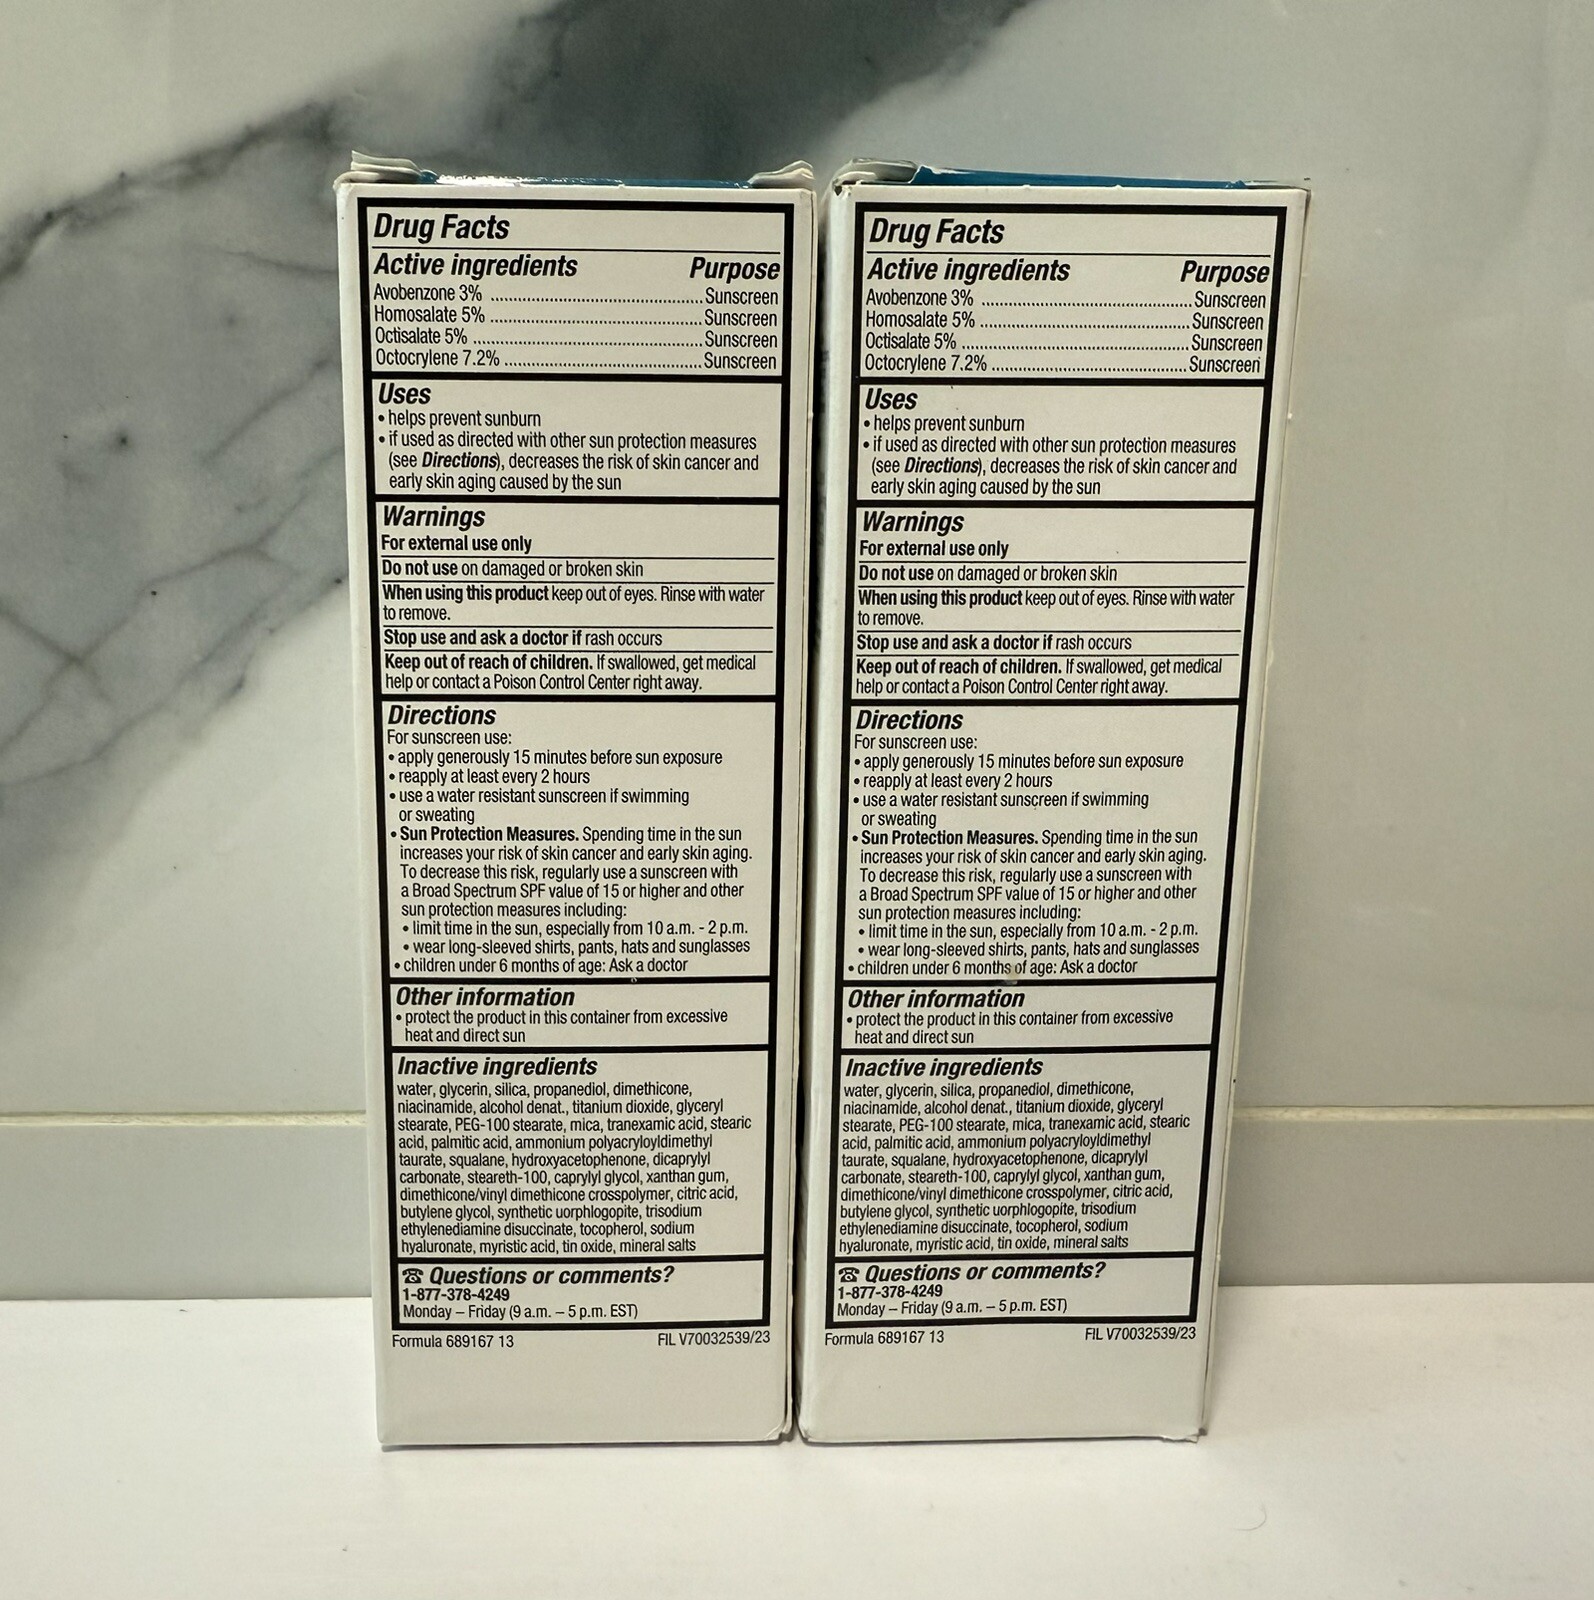 Drug Facts
Active ingredients Purpose
Avobenzone 3% Sunscreen
Homosalate 5% Sunscreen
Octisalate 5% Sunscreen
Octocrylene 7.2% Sunscreen
Uses
• helps prevent sunburn
• if used as directed with other sun protection measures
(see Directions), decreases the risk of skin cancer and
early skin aging caused by the sun
Warnings
For external use only
Do not use on damaged or broken skin
When using this product keep out of eyes. Rinse with water
to remove.
Stop use and ask a doctor if rash occurs
Keep out of reach of children. If swallowed, get medical
help or contact a Poison Control Center right away.
Directions
For sunscreen use:
• apply generously 15 minutes before sun exposure
• reapply at least every 2 hours
• use a water resistant sunscreen if swimming
or sweating
• Sun Protection Measures. Spending time in the sun
increases your risk of skin cancer and early skin aging.
To decrease this risk, regularly use a sunscreen with
a Broad Spectrum SPF value of 15 or higher and other
sun protection measures including:
• limit time in the sun, especially from 10 a.m. - 2 p.m.
• wear long-sleeved shirts, pants, hats and sunglasses
• children under 6 months of age: Ask a doctor
Other information
• protect the product in this container from excessive
heat and direct sun
Inactive ingredients
water, glycerin, silica, propanediol, dimethicone,
niacinamide, alcohol denat., titanium dioxide, glyceryl
stearate, PEG-100 stearate, mica, tranexamic acid, stearic
acid, palmitic acid, ammonium polyacryloyldimethyl
taurate, squalane, hydroxyacetophenone, dicaprylyl
carbonate, steareth-100, caprylyl glycol, xanthan gum,
dimethicone/vinyl dimethicone crosspolymer, citric acid,
butylene glycol, synthetic uorphlogopite, trisodium
ethylenediamine disuccinate, tocopherol, sodium
hyaluronate, myristic acid, tin oxide, mineral salts
☎ Questions or comments?
1-877-378-4249
Monday – Friday (9 a.m. – 5 p.m. EST)
Formula 689167 13 FIL V70032539/23
Drug Facts
Active ingredients Purpose
Avobenzone 3% Sunscreen
Homosalate 5% Sunscreen
Octisalate 5% Sunscreen
Octocrylene 7.2% Sunscreen
Uses
• helps prevent sunburn
• if used as directed with other sun protection measures
(see Directions), decreases the risk of skin cancer and
early skin aging caused by the sun
Warnings
For external use only
Do not use on damaged or broken skin
When using this product keep out of eyes. Rinse with water
to remove.
Stop use and ask a doctor if rash occurs
Keep out of reach of children. If swallowed, get medical
help or contact a Poison Control Center right away.
Directions
For sunscreen use:
• apply generously 15 minutes before sun exposure
• reapply at least every 2 hours
• use a water resistant sunscreen if swimming
or sweating
• Sun Protection Measures. Spending time in the sun
increases your risk of skin cancer and early skin aging.
To decrease this risk, regularly use a sunscreen with
a Broad Spectrum SPF value of 15 or higher and other
sun protection measures including:
• limit time in the sun, especially from 10 a.m. - 2 p.m.
• wear long-sleeved shirts, pants, hats and sunglasses
• children under 6 months of age: Ask a doctor
Other information
• protect the product in this container from excessive
heat and direct sun
Inactive ingredients
water, glycerin, silica, propanediol, dimethicone,
niacinamide, alcohol denat., titanium dioxide, glyceryl
stearate, PEG-100 stearate, mica, tranexamic acid, stearic
acid, palmitic acid, ammonium polyacryloyldimethyl
taurate, squalane, hydroxyacetophenone, dicaprylyl
carbonate, steareth-100, caprylyl glycol, xanthan gum,
dimethicone/vinyl dimethicone crosspolymer, citric acid,
butylene glycol, synthetic uorphlogopite, trisodium
ethylenediamine disuccinate, tocopherol, sodium
hyaluronate, myristic acid, tin oxide, mineral salts
☎ Questions or comments?
1-877-378-4249
Monday – Friday (9 a.m. – 5 p.m. EST)
Formula 689167 13 FIL V70032539/23